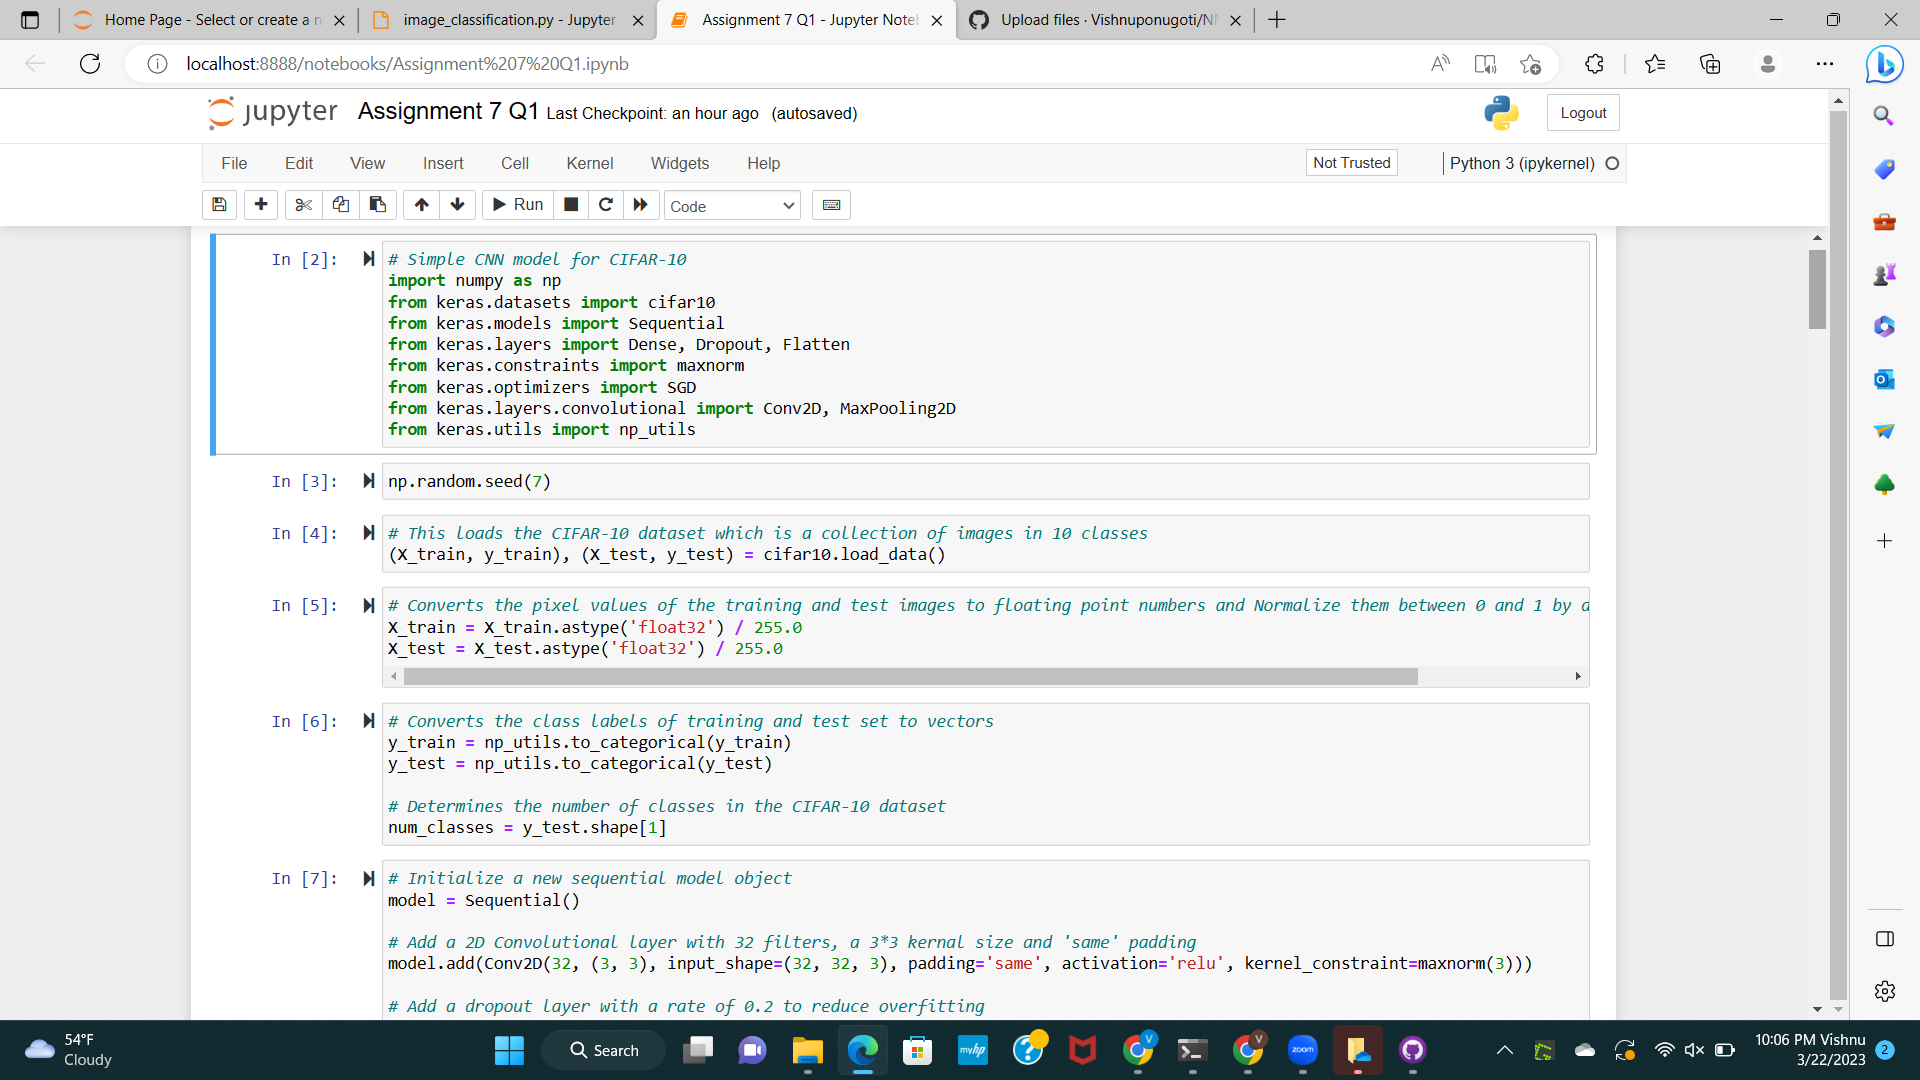 Home Page - Select or create a n
image_classification.py - Jupyter
Assignment 7 Q1 - Jupyter Note
Upload files · Vishnuponugoti/N
localhost:8888/notebooks/Assignment%207%20Q1.ipynb
jupyter Assignment 7 Q1 Last Checkpoint: an hour ago (autosaved)
Logout
File Edit View Insert Cell Kernel Widgets Help
Not Trusted
Python 3 (ipykernel)
Run
Code
In [2]:
# Simple CNN model for CIFAR-10
import numpy as np
from keras.datasets import cifar10
from keras.models import Sequential
from keras.layers import Dense, Dropout, Flatten
from keras.constraints import maxnorm
from keras.optimizers import SGD
from keras.layers.convolutional import Conv2D, MaxPooling2D
from keras.utils import np_utils
In [3]:
np.random.seed(7)
In [4]:
# This loads the CIFAR-10 dataset which is a collection of images in 10 classes
(X_train, y_train), (X_test, y_test) = cifar10.load_data()
In [5]:
# Converts the pixel values of the training and test images to floating point numbers and Normalize them between 0 and 1 by d
X_train = X_train.astype('float32') / 255.0
X_test = X_test.astype('float32') / 255.0
In [6]:
# Converts the class labels of training and test set to vectors
y_train = np_utils.to_categorical(y_train)
y_test = np_utils.to_categorical(y_test)
# Determines the number of classes in the CIFAR-10 dataset
num_classes = y_test.shape[1]
In [7]:
# Initialize a new sequential model object
model = Sequential()
# Add a 2D Convolutional layer with 32 filters, a 3*3 kernal size and 'same' padding
model.add(Conv2D(32, (3, 3), input_shape=(32, 32, 3), padding='same', activation='relu', kernel_constraint=maxnorm(3)))
# Add a dropout layer with a rate of 0.2 to reduce overfitting
54°F
Cloudy
Search
myhp
V
V
zoom
10:06 PM Vishnu
3/22/2023
2